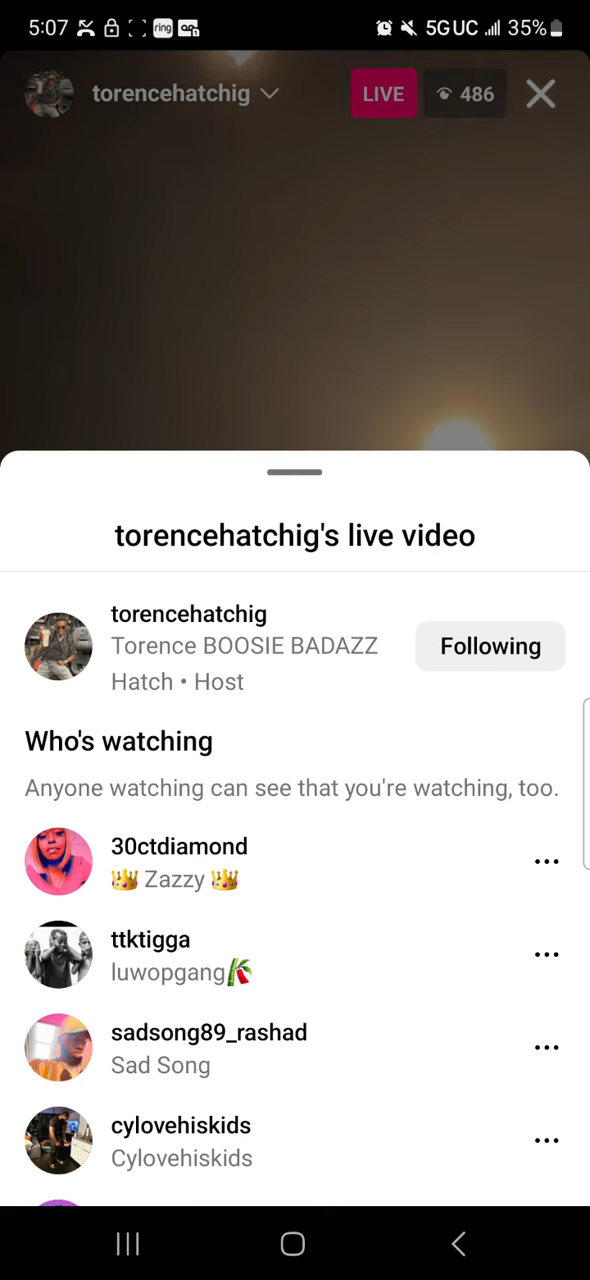 5:07 ring 5GUC 35%
torencehatchig LIVE 486
torencehatchig's live video
torencehatchig
Torence BOOSIE BADAZZ
Hatch • Host
Following
Who's watching
Anyone watching can see that you're watching, too.
30ctdiamond
👑 Zazzy 👑
ttktigga
luwopgang🎋
sadsong89_rashad
Sad Song
cylovehiskids
Cylovehiskids